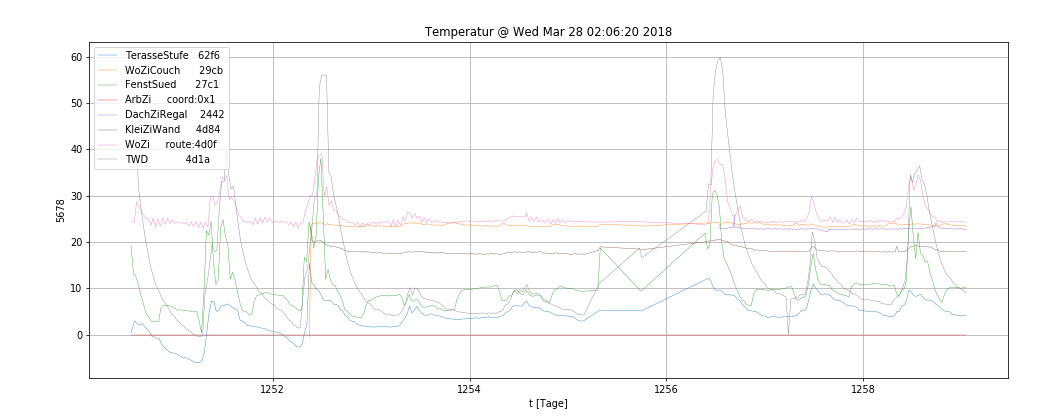 Temperatur @ Wed Mar 28 02:06:20 2018
60
50
40
30
20
10
0
5678
TerasseStufe 62f6
WoZiCouch 29cb
FenstSued 27c1
ArbZi coord:0x1
DachZiRegal 2442
KleiZiWand 4d84
WoZi route:4d0f
TWD 4d1a
1252 1254 1256 1258
t [Tage]